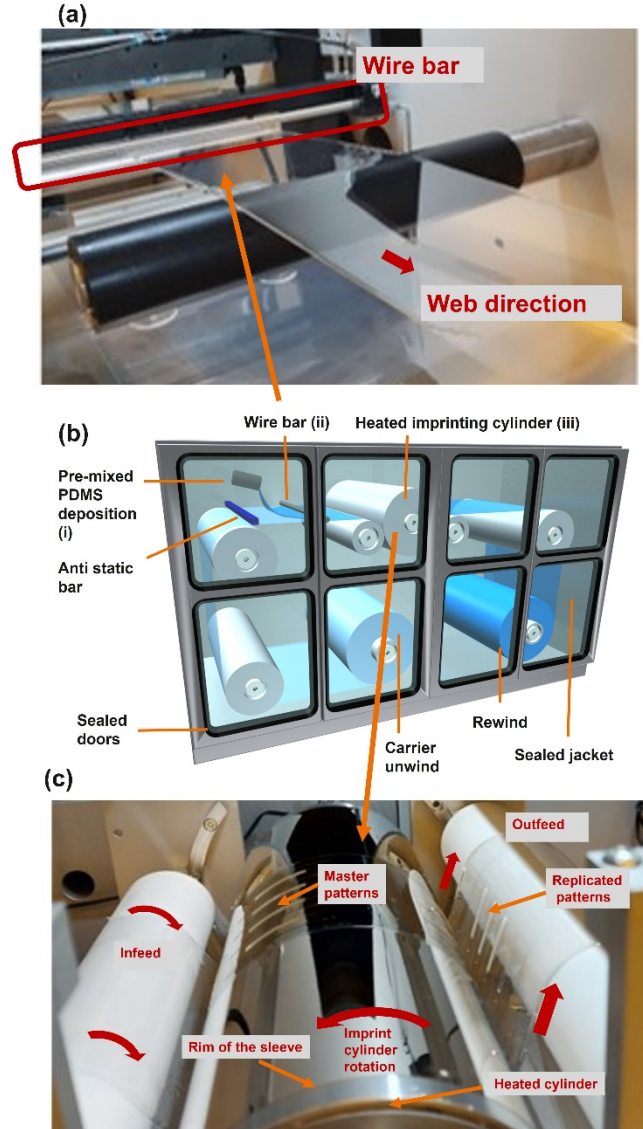 (a)
Wire bar
Web direction
(b)
Wire bar (ii)
Heated imprinting cylinder (iii)
Pre-mixed
PDMS
deposition
(i)
Anti static
bar
Sealed
doors
Carrier
unwind
Rewind
Sealed jacket
(c)
Outfeed
Master
patterns
Replicated
patterns
Infeed
Rim of the sleeve
Imprint
cylinder
rotation
Heated cylinder